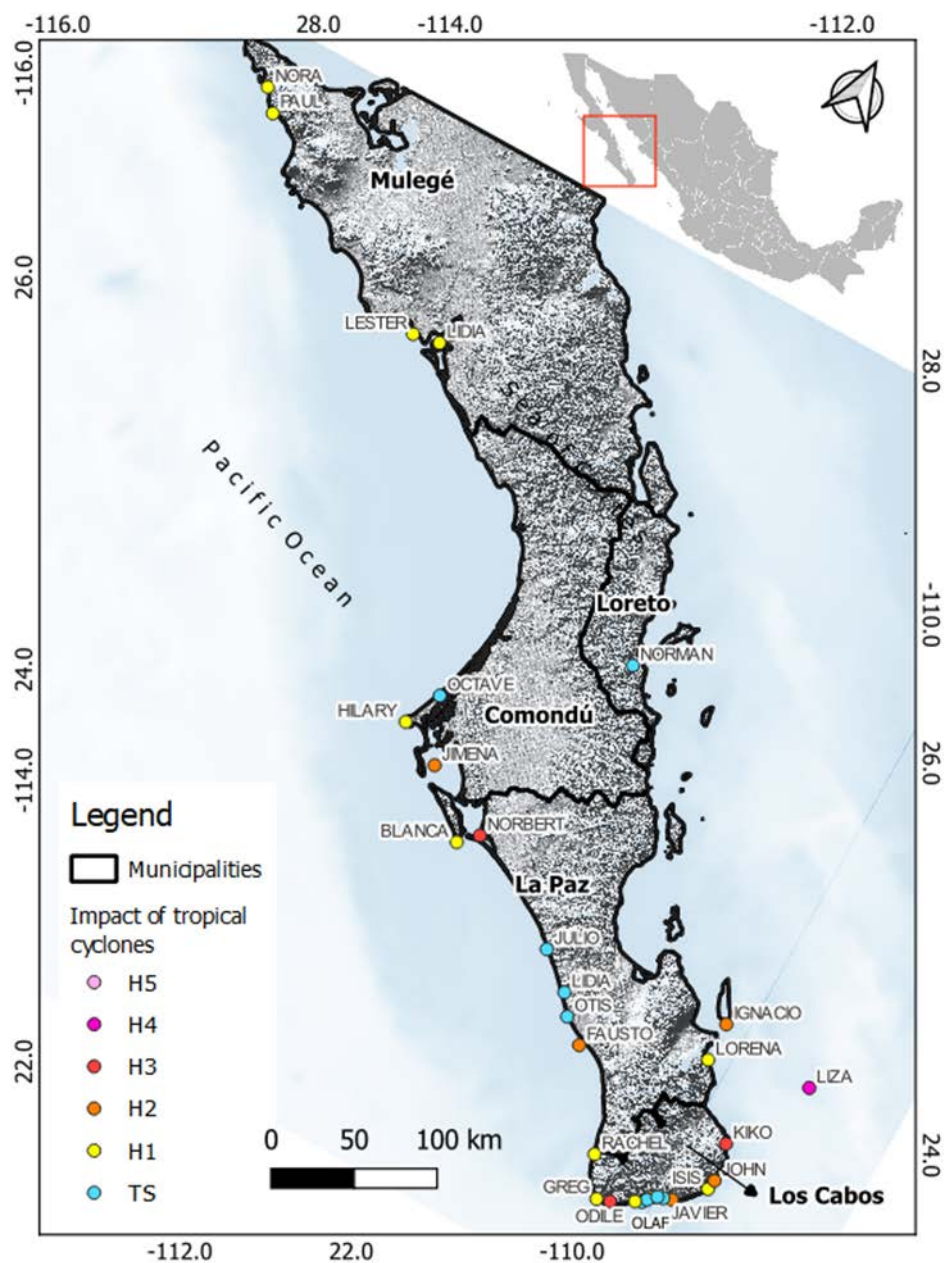 -116.0 28.0 -114.0 -112.0
-116.0
NORA
PAUL
Mulegé
26.0
LESTER LIDIA
28.0
Sea
Pacific Ocean
Loreto
-110.0
NORMAN
24.0
OCTAVE
HILARY
Comondú
JIMENA
26.0
-114.0
Legend
BLANCA NORBERT
Municipalities
La Paz
Impact of tropical
cyclones
JULIO
H5
LIDIA
H4
OTIS
IGNACIO
FAUSTO
H3
LORENA
22.0
LIZA
H2
KIKO
0 50 100 km
RACHEL
24.0
H1
JOHN
ISIS
GREG
Los Cabos
TS
ODILE
OLAF
JAVIER
-112.0 22.0 -110.0